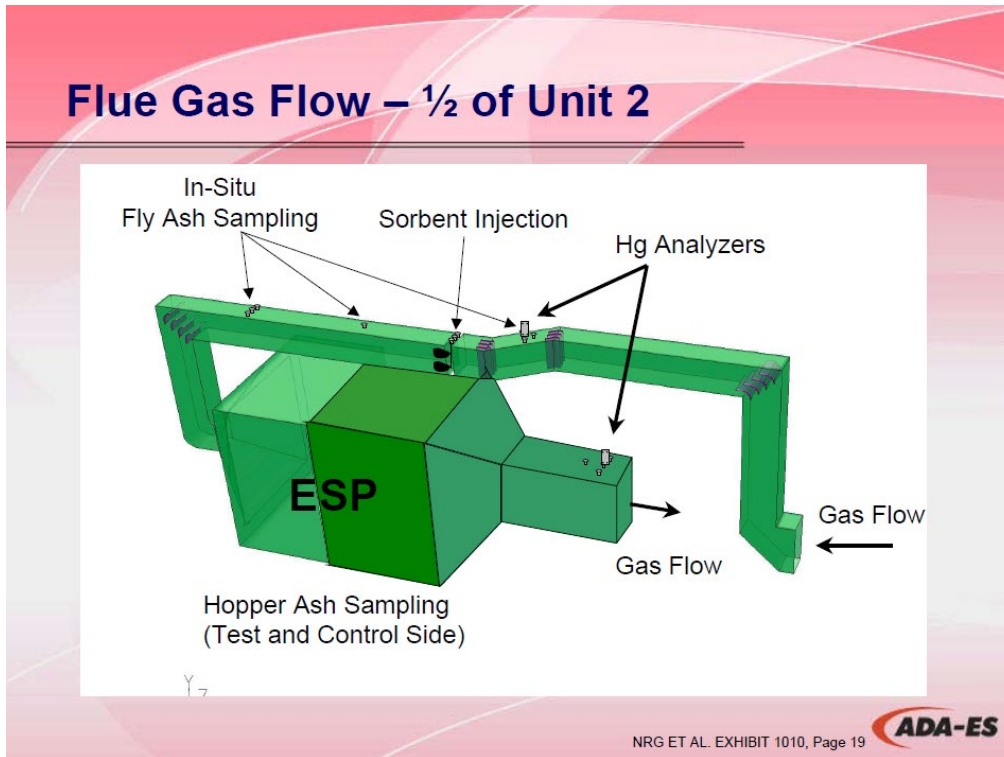 Flue Gas Flow – ½ of Unit 2
In-Situ
Fly Ash Sampling
Sorbent Injection
Hg Analyzers
ESP
Gas Flow
Gas Flow
Hopper Ash Sampling
(Test and Control Side)
Y
Z
NRG ET AL. EXHIBIT 1010, Page 19
ADA-ES